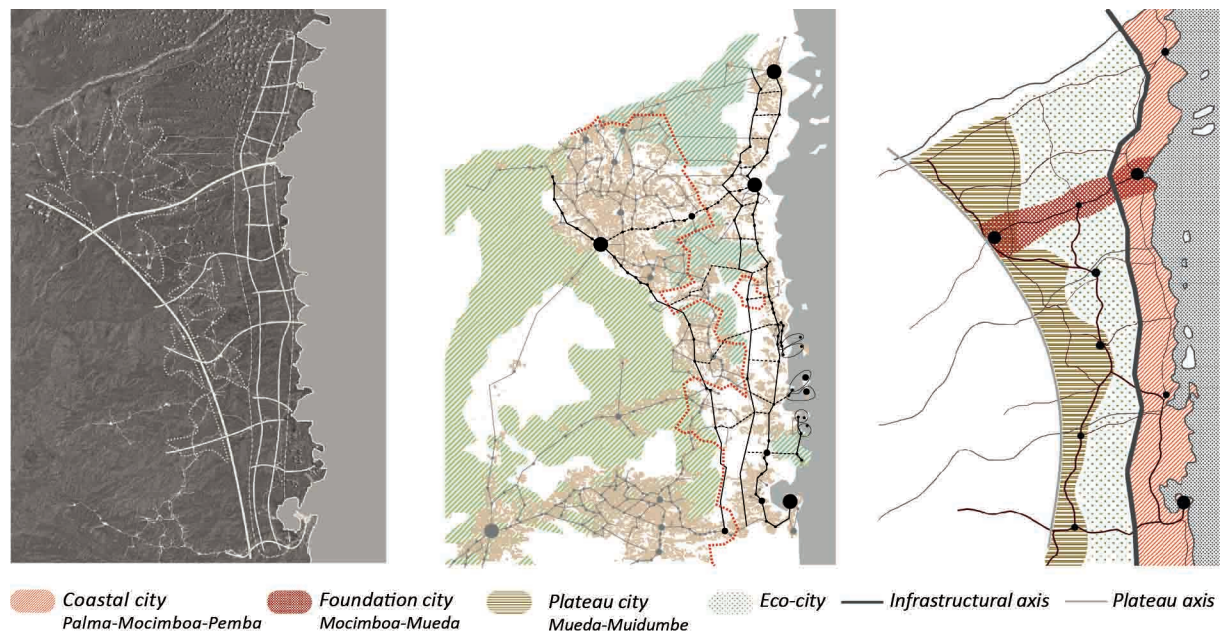 Coastal city
Palma-Mocimboa-Pemba
Foundation city
Mocimboa-Mueda
Plateau city
Mueda-Muidumbe
Eco-city
Infrastructural axis
Plateau axis